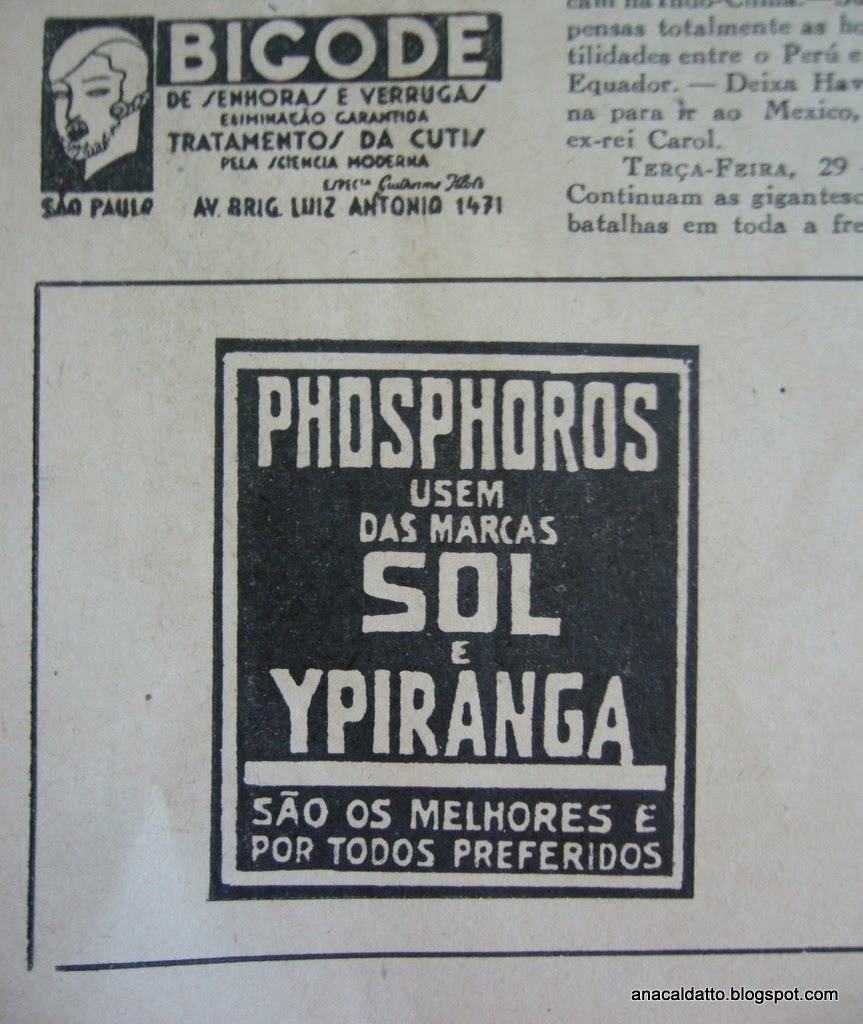 BIGODE
DE SENHORAS E VERRUGAS
ELIMINAÇÃO GARANTIDA
TRATAMENTOS DA CUTIS
PELA SCIENCIA MODERNA
Guilherme
SÃO PAULO
AV. BRIG. LUIZ ANTONIO 1471
pensas totalmente as
tilidades entre o Perú e
Equador. — Deixa Hav
na para ir ao Mexico,
ex-rei Carol.
TERÇA-FEIRA, 29
Continuam as gigantesc
batalhas em toda a fre
PHOSPHOROS
USEM
DAS MARCAS
SOL
E
YPIRANGA
SÃO OS MELHORES E
POR TODOS PREFERIDOS
anacaldatto.blogspot.com